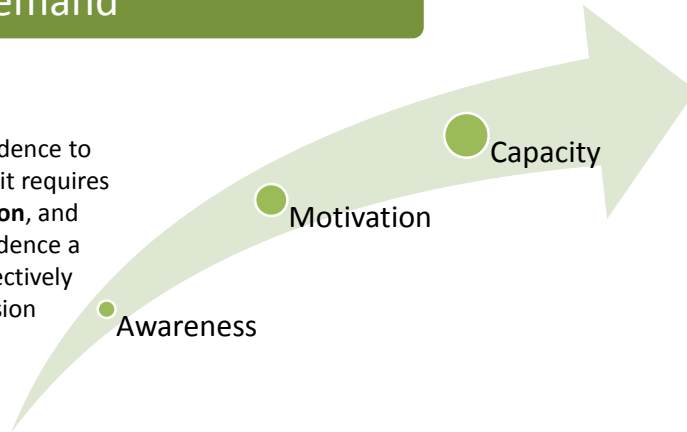 emand
dence to
it requires
on, and
dence a
ectively
sion
Capacity
Motivation
Awareness